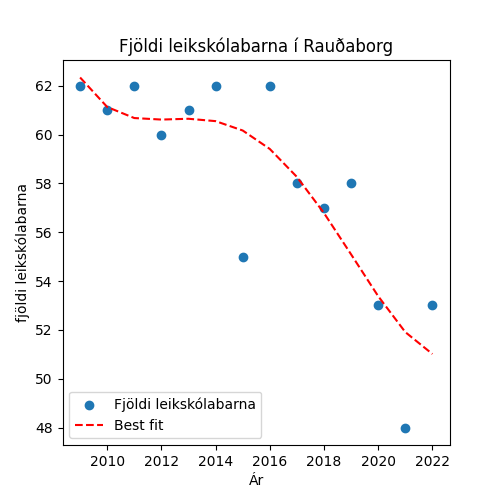 Fjöldi leikskólabarna í Rauðaborg
fjöldi leikskólabarna
62
60
58
56
54
52
50
48
Fjöldi leikskólabarna
Best fit
2010 2012 2014 2016 2018 2020 2022
Ár